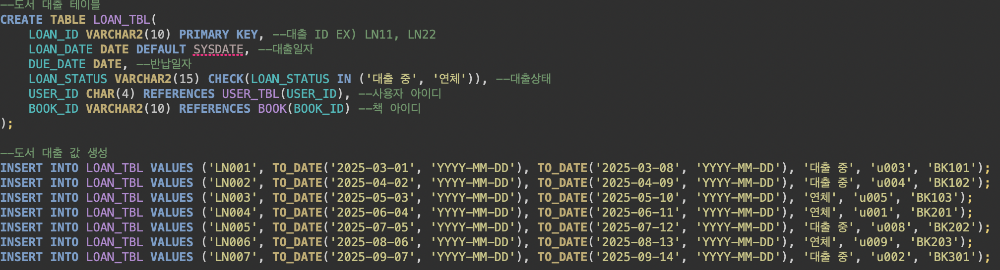 --도서 대출 테이블
CREATE TABLE LOAN_TBL(
    LOAN_ID VARCHAR2(10) PRIMARY KEY, --대출 ID EX) LN11, LN22
    LOAN_DATE DATE DEFAULT SYSDATE, --대출일자
    DUE_DATE DATE, --반납일자
    LOAN_STATUS VARCHAR2(15) CHECK(LOAN_STATUS IN ('대출 중', '연체')), --대출상태
    USER_ID CHAR(4) REFERENCES USER_TBL(USER_ID), --사용자 아이디
    BOOK_ID VARCHAR2(10) REFERENCES BOOK(BOOK_ID) --책 아이디
);
--도서 대출 값 생성
INSERT INTO LOAN_TBL VALUES ('LN001', TO_DATE('2025-03-01', 'YYYY-MM-DD'), TO_DATE('2025-03-08', 'YYYY-MM-DD'), '대출 중', 'u003', 'BK101');
INSERT INTO LOAN_TBL VALUES ('LN002', TO_DATE('2025-04-02', 'YYYY-MM-DD'), TO_DATE('2025-04-09', 'YYYY-MM-DD'), '대출 중', 'u004', 'BK102');
INSERT INTO LOAN_TBL VALUES ('LN003', TO_DATE('2025-05-03', 'YYYY-MM-DD'), TO_DATE('2025-05-10', 'YYYY-MM-DD'), '연체', 'u005', 'BK103');
INSERT INTO LOAN_TBL VALUES ('LN004', TO_DATE('2025-06-04', 'YYYY-MM-DD'), TO_DATE('2025-06-11', 'YYYY-MM-DD'), '연체', 'u001', 'BK201');
INSERT INTO LOAN_TBL VALUES ('LN005', TO_DATE('2025-07-05', 'YYYY-MM-DD'), TO_DATE('2025-07-12', 'YYYY-MM-DD'), '대출 중', 'u008', 'BK202');
INSERT INTO LOAN_TBL VALUES ('LN006', TO_DATE('2025-08-06', 'YYYY-MM-DD'), TO_DATE('2025-08-13', 'YYYY-MM-DD'), '연체', 'u009', 'BK203');
INSERT INTO LOAN_TBL VALUES ('LN007', TO_DATE('2025-09-07', 'YYYY-MM-DD'), TO_DATE('2025-09-14', 'YYYY-MM-DD'), '대출 중', 'u002', 'BK301');